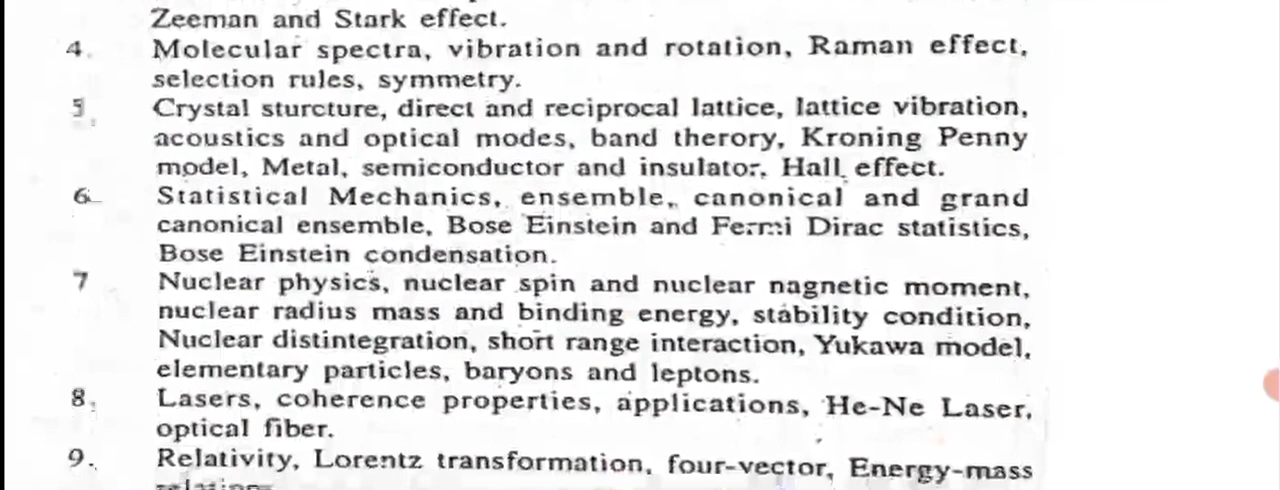 Zeeman and Stark effect.
4. Molecular spectra, vibration and rotation, Raman effect,
selection rules, symmetry.
5. Crystal sturcture, direct and reciprocal lattice, lattice vibration,
acoustics and optical modes, band therory, Kroning Penny
model, Metal, semiconductor and insulator, Hall effect.
6. Statistical Mechanics, ensemble, canonical and grand
canonical ensemble, Bose Einstein and Fermi Dirac statistics,
Bose Einstein condensation.
7 Nuclear physics, nuclear spin and nuclear nagnetic moment,
nuclear radius mass and binding energy, stability condition,
Nuclear distintegration, short range interaction, Yukawa model,
elementary particles, baryons and leptons.
8. Lasers, coherence properties, applications, He-Ne Laser,
optical fiber.
9. Relativity, Lorentz transformation, four-vector, Energy-mass